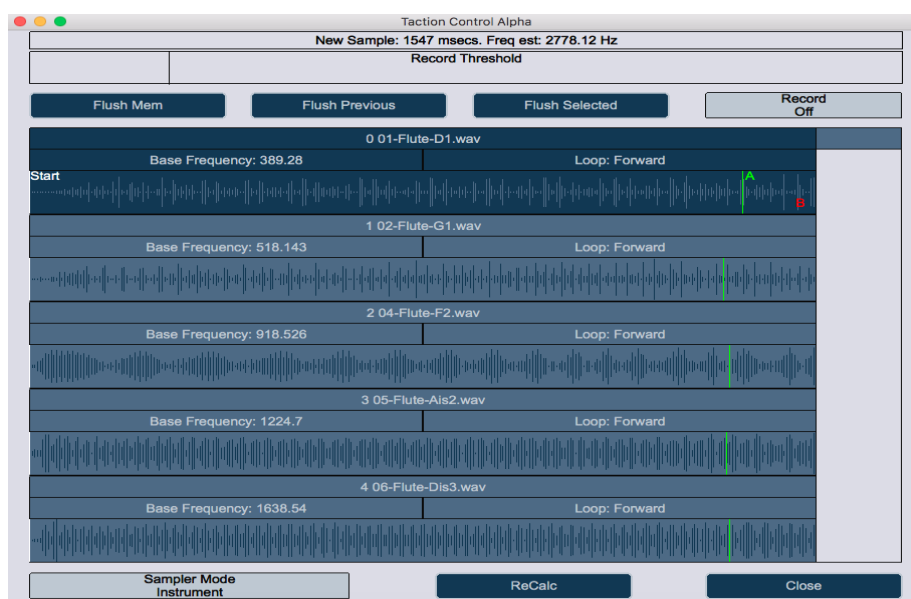 Taction Control Alpha
New Sample: 1547 msecs. Freq est: 2778.12 Hz
Record Threshold
Flush Mem
Flush Previous
Flush Selected
Record
Off
0 01-Flute-D1.wav
Base Frequency: 389.28
Loop: Forward
Start
A
B
1 02-Flute-G1.wav
Base Frequency: 518.143
Loop: Forward
2 04-Flute-F2.wav
Base Frequency: 918.526
Loop: Forward
3 05-Flute-Ais2.wav
Base Frequency: 1224.7
Loop: Forward
4 06-Flute-Dis3.wav
Base Frequency: 1638.54
Loop: Forward
Sampler Mode
Instrument
ReCalc
Close